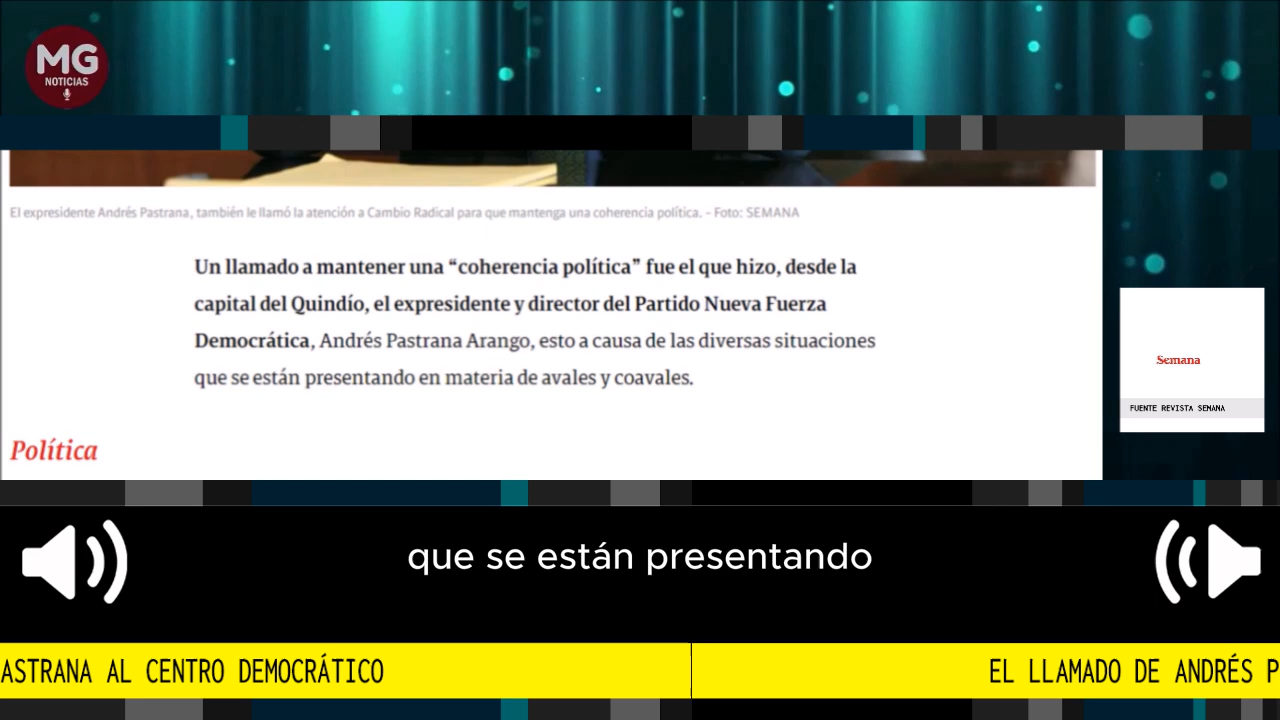 MG
NOTICIAS
El expresidente Andrés Pastrana, también le llamó la atención a Cambio Radical para que mantenga una coherencia política. - Foto: SEMANA
Un llamado a mantener una “coherencia política” fue el que hizo, desde la
capital del Quindío, el expresidente y director del Partido Nueva Fuerza
Democrática, Andrés Pastrana Arango, esto a causa de las diversas situaciones
que se están presentando en materia de avales y coavales.
Política
Semana
FUENTE REVISTA SEMANA
que se están presentando
ASTRANA AL CENTRO DEMOCRÁTICO
EL LLAMADO DE ANDRÉS P